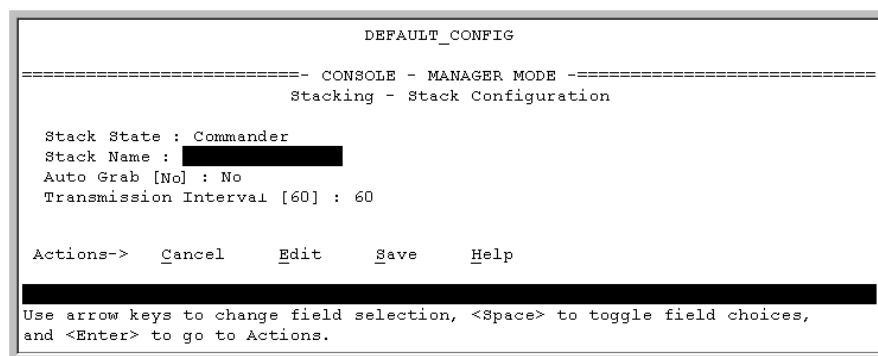 DEFAULT_CONFIG
==========================- CONSOLE - MANAGER MODE -============================
Stacking - Stack Configuration
Stack State : Commander
Stack Name :
Auto Grab [No] : No
Transmission Interval [60] : 60
Actions-> Cancel Edit Save Help
Use arrow keys to change field selection, <Space> to toggle field choices,
and <Enter> to go to Actions.